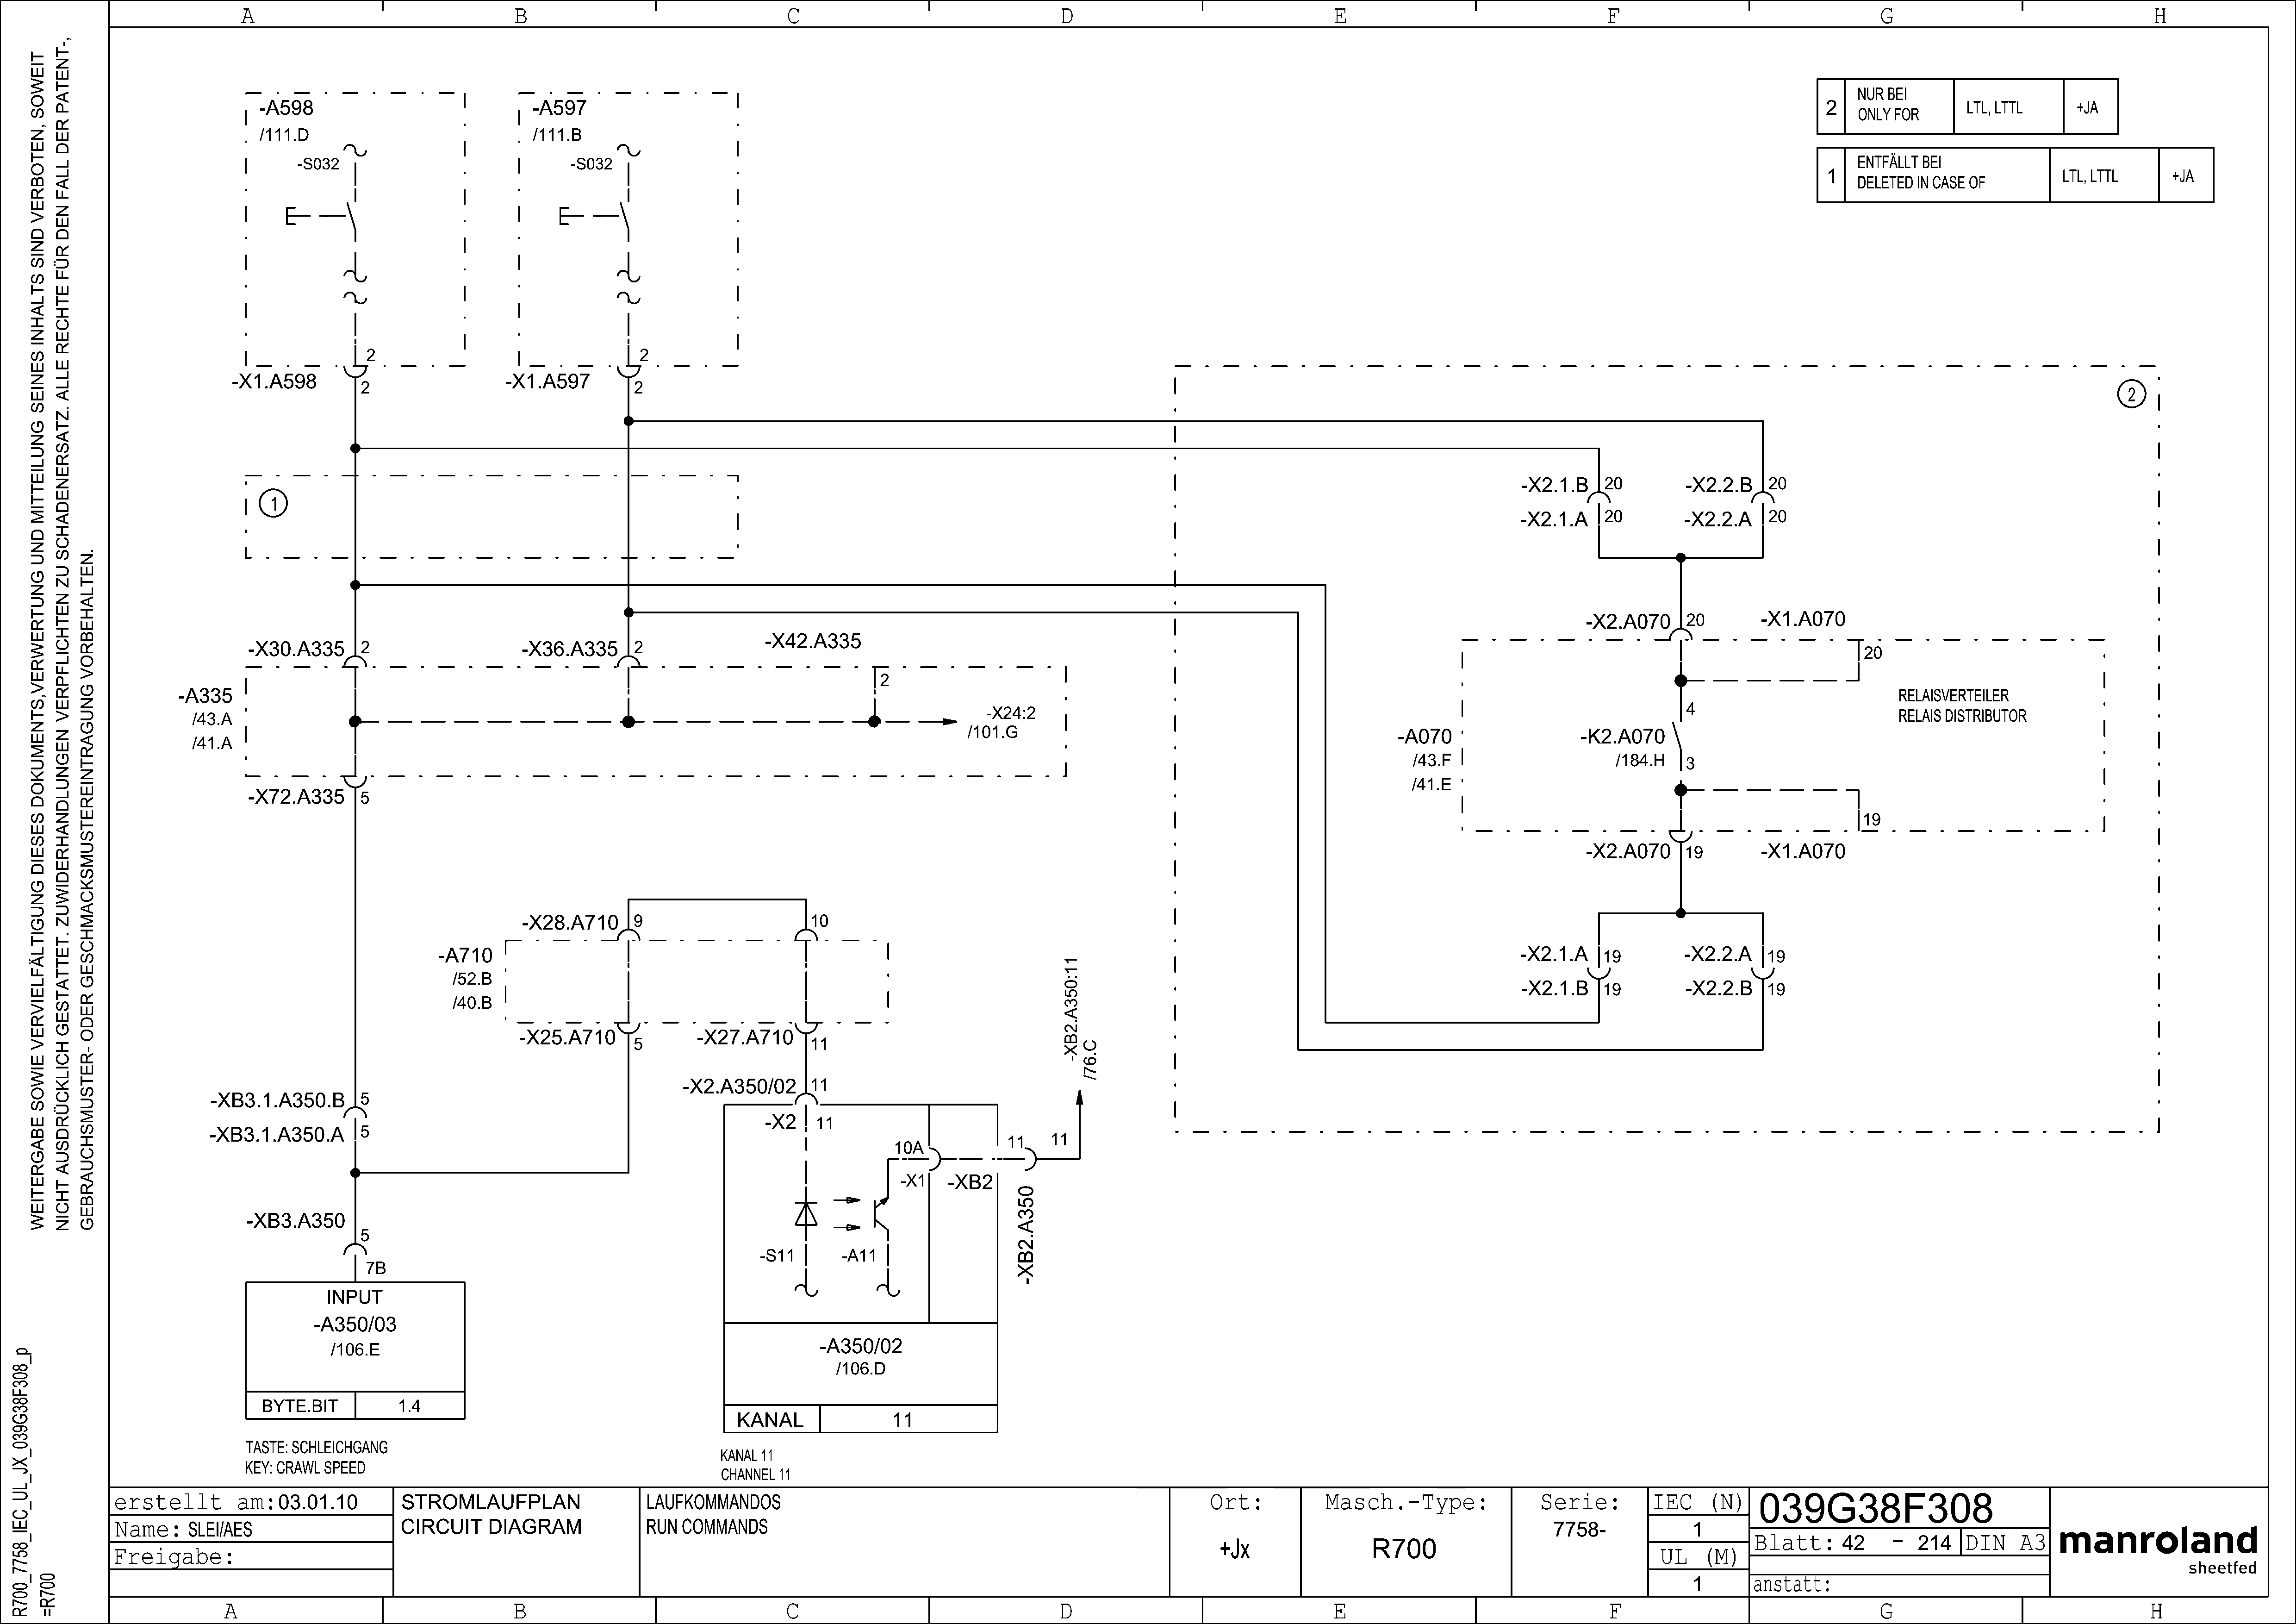 A B C D E F G H
WEITERGABE SOWIE VERVIELFÄLTIGUNG DIESES DOKUMENTS,VERWERTUNG UND MITTEILUNG SEINES INHALTS SIND VERBOTEN, SOWEIT
NICHT AUSDRÜCKLICH GESTATTET. ZUWIDERHANDLUNGEN VERPFLICHTEN ZU SCHADENERSATZ. ALLE RECHTE FÜR DEN FALL DER PATENT-,
GEBRAUCHSMUSTER- ODER GESCHMACKSMUSTEREINTRAGUNG VORBEHALTEN.
R700_7758_IEC_UL_JX_039G38F308_p
=R700
2 NUR BEI LTL, LTTL +JA
ONLY FOR
1 ENTFÄLLT BEI LTL, LTTL +JA
DELETED IN CASE OF
-A598
/111.D
-S032
2
-X1.A598 2
-A597
/111.B
-S032
2
-X1.A597 2
1
2
-X30.A335 2
-X36.A335 2
-X42.A335
2
-A335
/43.A
/41.A
-X24:2
/101.G
-X72.A335 5
-X28.A710 9
10
-A710
/52.B
/40.B
-X25.A710 5
-X27.A710 11
-X2.A350/02 11
-X2 11
10A
-X1
-XB2
11
11
-XB2.A350
-XB2.A350:11
/76.C
-S11
-A11
-A350/02
/106.D
KANAL 11
KANAL 11
CHANNEL 11
-XB3.1.A350.B 5
-XB3.1.A350.A 5
-XB3.A350
5
7B
INPUT
-A350/03
/106.E
BYTE.BIT 1.4
TASTE: SCHLEICHGANG
KEY: CRAWL SPEED
-X2.1.B 20
-X2.1.A 20
-X2.2.B 20
-X2.2.A 20
-X2.A070 20
-X1.A070
20
RELAISVERTEILER
RELAIS DISTRIBUTOR
4
-A070
/43.F
/41.E
-K2.A070
/184.H
3
19
-X2.A070 19
-X1.A070
-X2.1.A 19
-X2.1.B 19
-X2.2.A 19
-X2.2.B 19
erstellt am: 03.01.10
Name: SLEI/AES
Freigabe:
STROMLAUFPLAN
CIRCUIT DIAGRAM
LAUFKOMMANDOS
RUN COMMANDS
Ort:
+Jx
Masch.-Type:
R700
Serie:
7758-
IEC (N)
1
UL (M)
1
039G38F308
Blatt: 42 - 214 DIN A3
anstatt:
manroland
sheetfed
A B C D E F G H